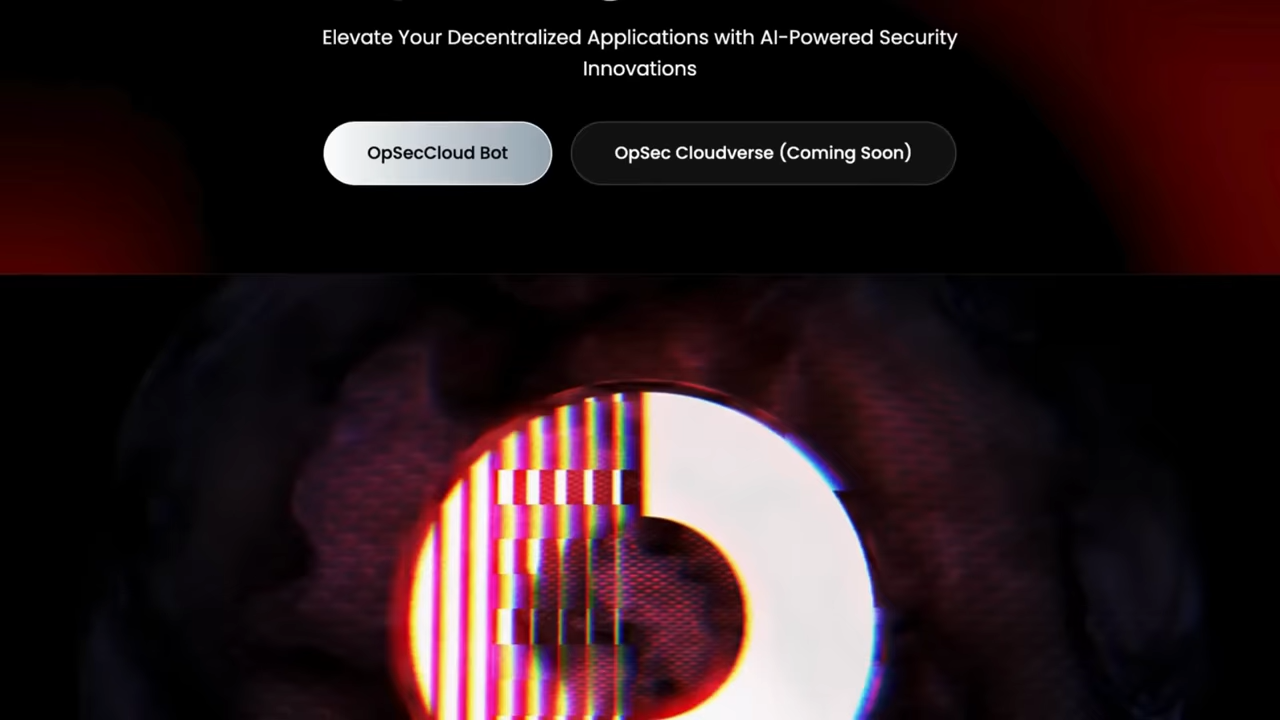 Elevate Your Decentralized Applications with AI-Powered Security
Innovations
OpSecCloud Bot
OpSec Cloudverse (Coming Soon)